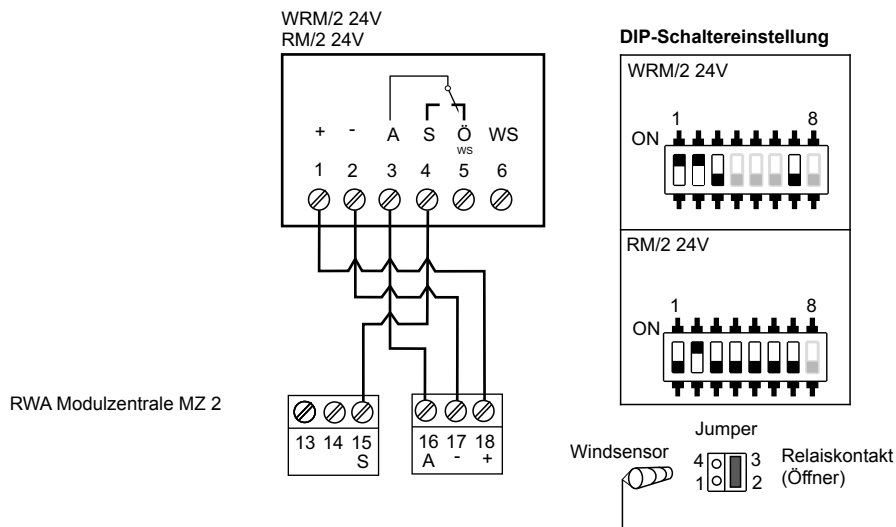 WRM/2 24V
RM/2 24V
+ - A S Ö WS
WS
1 2 3 4 5 6
RWA Modulzentrale MZ 2
13 14 15
S
16 17 18
A - +
DIP-Schaltereinstellung
WRM/2 24V
1 8
ON
RM/2 24V
1 8
ON
Jumper
Windsensor
4 3 Relaiskontakt
1 2 (Öffner)